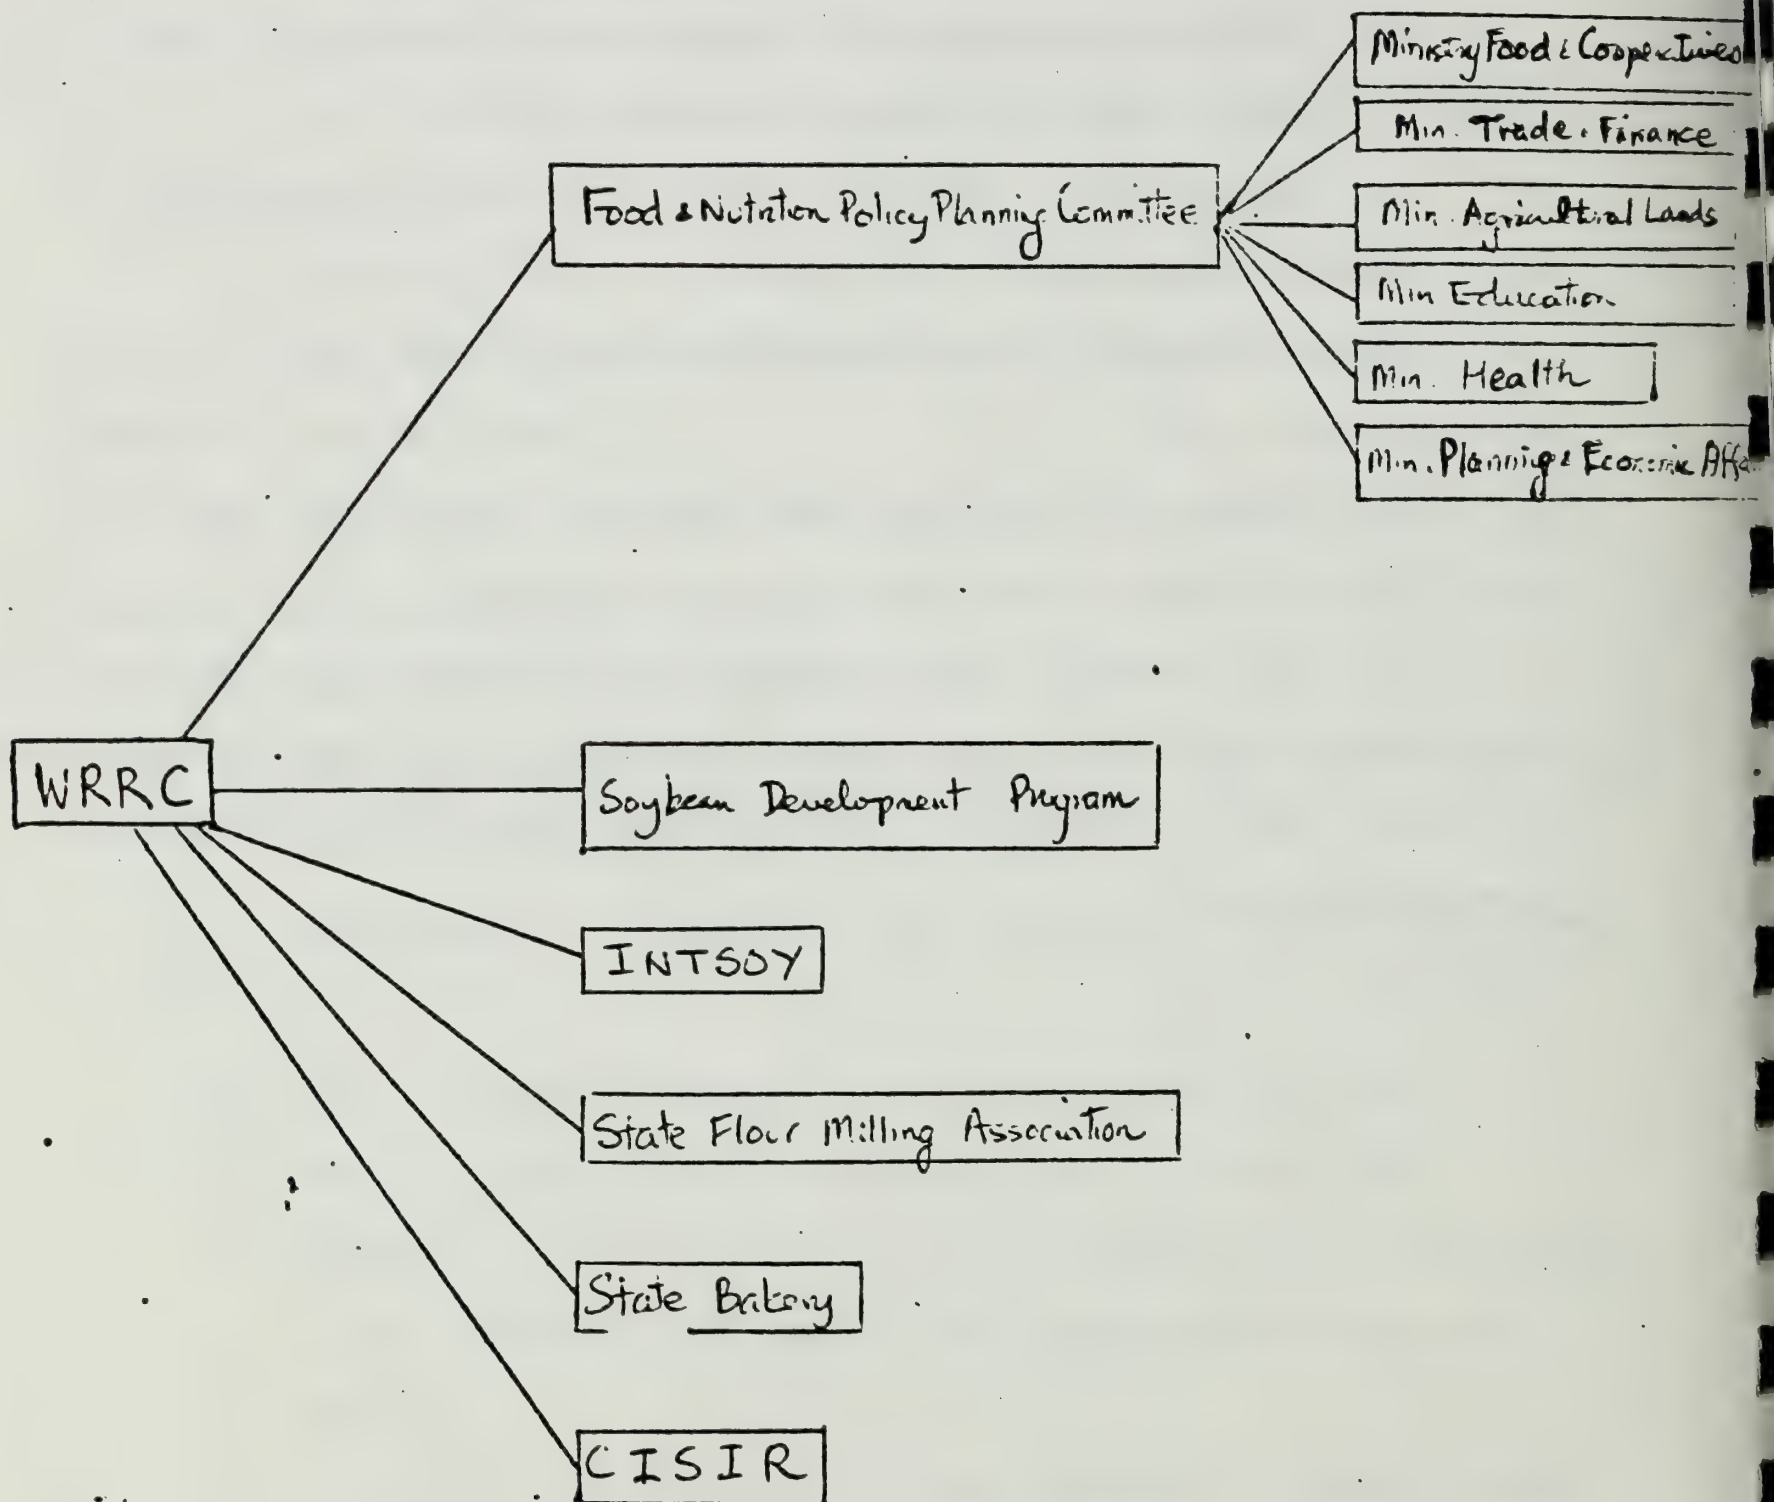 Ministry Food & Cooperatives
Min. Trade & Finance
Food & Nutrition Policy Planning Committee
Min. Agricultural Lands
Min Education
Min. Health
Min. Planning & Economic Affa
WRRC
Soybean Development Program
INTSOY
State Flour Milling Association
State Bakery
CISIR